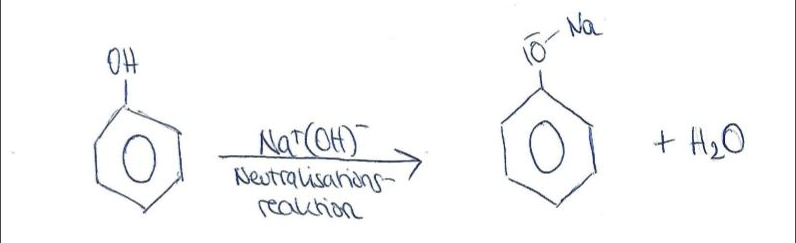 OH
Na⁺(OH)⁻
Neutralisations-
reaktion
|O̅ - Na
+ H₂O